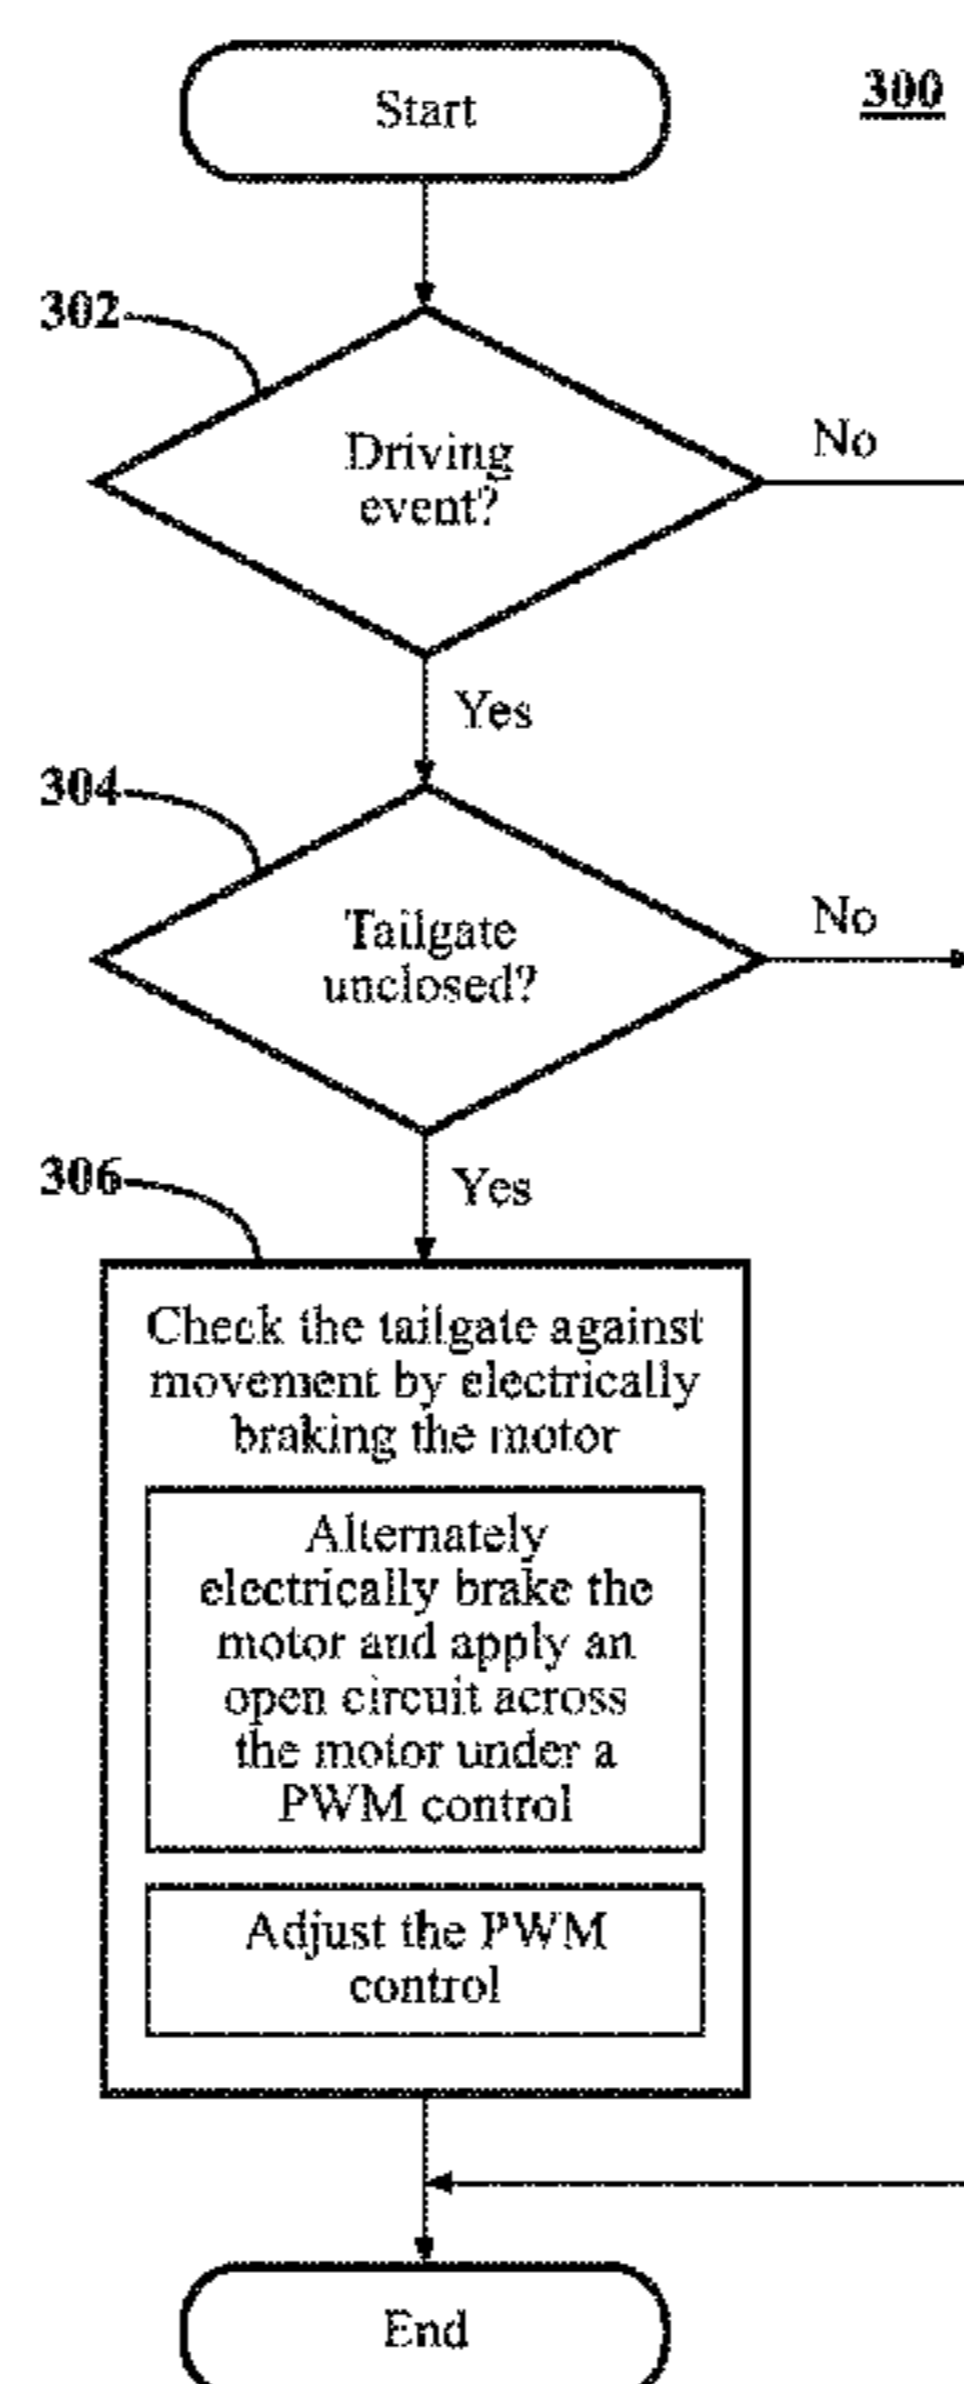 Start
300
302
Driving
event?
No
Yes
304
Tailgate
unclosed?
No
306
Yes
Check the tailgate against
movement by electrically
braking the motor
Alternately
electrically brake the
motor and apply an
open circuit across
the motor under a
PWM control
Adjust the PWM
control
End